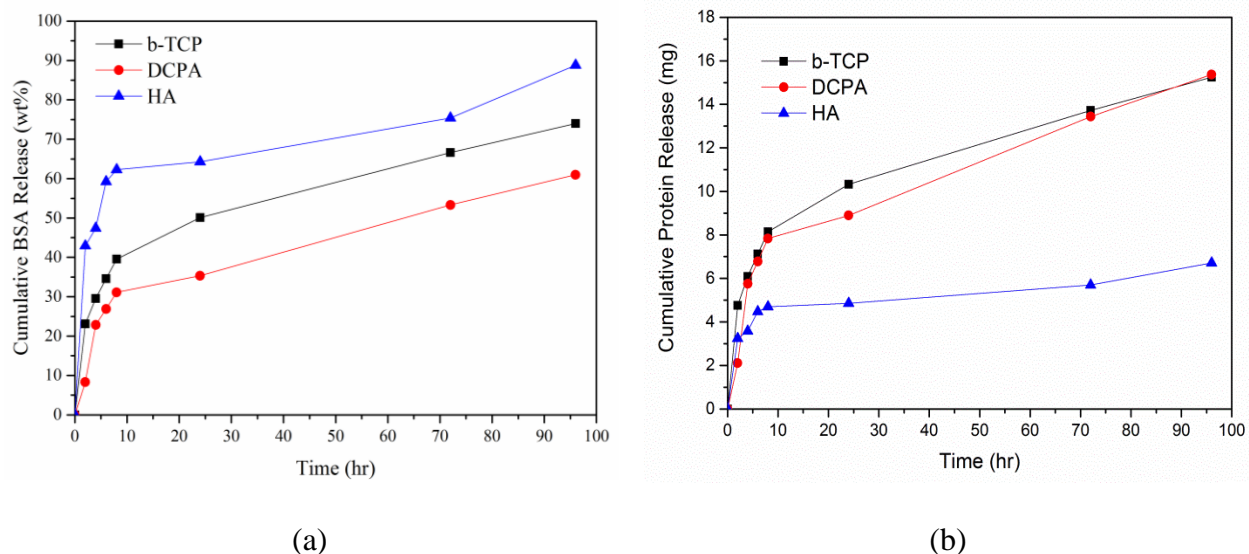 100
90
80
70
60
50
40
30
20
10
0
Cumulative BSA Release (wt%)
b-TCP
DCPA
HA
0 10 20 30 40 50 60 70 80 90 100
Time (hr)
(a)
18
16
14
12
10
8
6
4
2
0
Cumulative Protein Release (mg)
b-TCP
DCPA
HA
0 10 20 30 40 50 60 70 80 90 100
Time (hr)
(b)